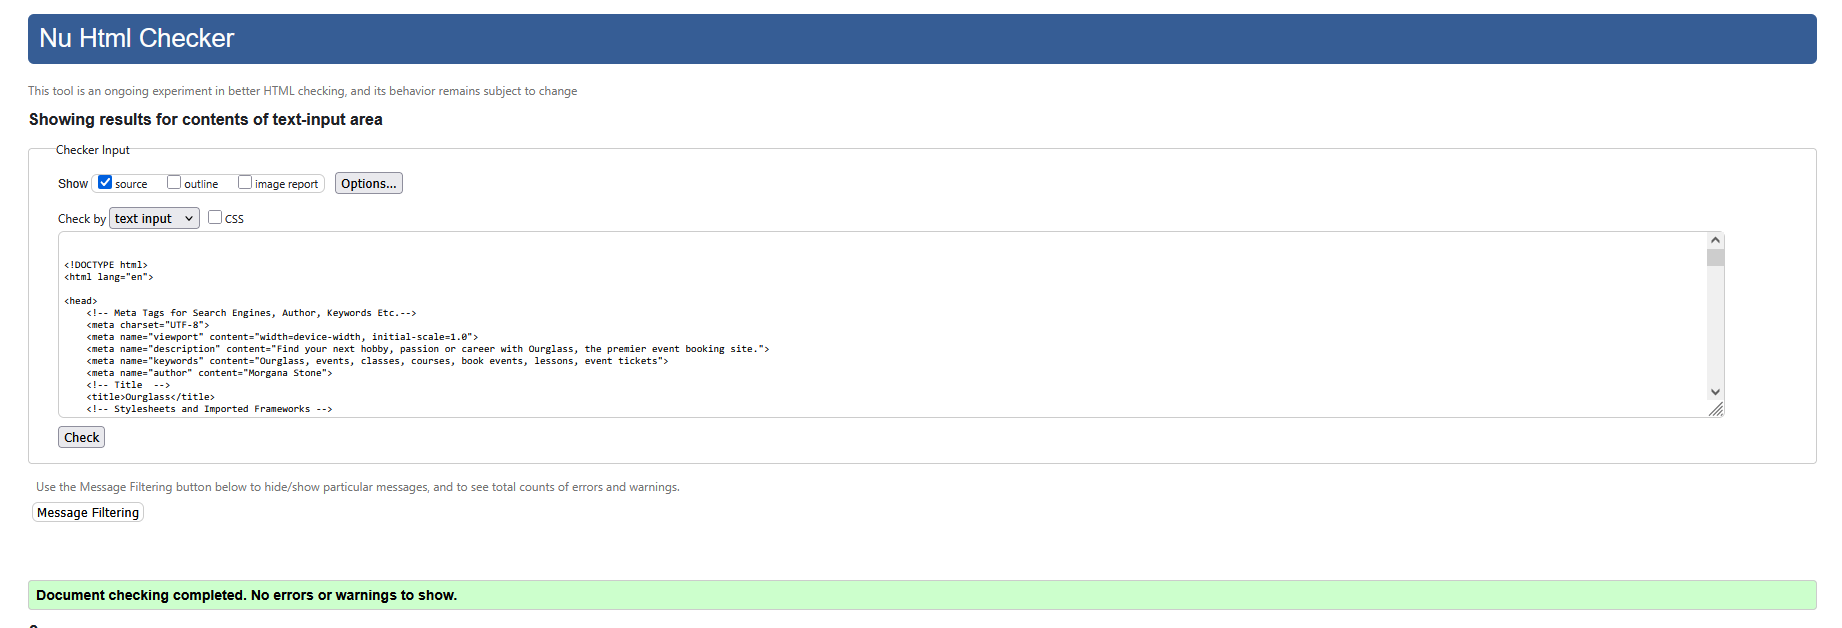 Nu Html Checker
This tool is an ongoing experiment in better HTML checking, and its behavior remains subject to change
Showing results for contents of text-input area
Checker Input
Show source outline image report Options...
Check by text input CSS
<!DOCTYPE html>
<html lang="en">
<head>
<!-- Meta Tags for Search Engines, Author, Keywords Etc.-->
<meta charset="UTF-8">
<meta name="viewport" content="width=device-width, initial-scale=1.0">
<meta name="description" content="Find your next hobby, passion or career with Ourglass, the premier event booking site.">
<meta name="keywords" content="Ourglass, events, classes, courses, book events, lessons, event tickets">
<meta name="author" content="Morgana Stone">
<!-- Title  -->
<title>Ourglass</title>
<!-- Stylesheets and Imported Frameworks -->
Check
Use the Message Filtering button below to hide/show particular messages, and to see total counts of errors and warnings.
Message Filtering
Document checking completed. No errors or warnings to show.